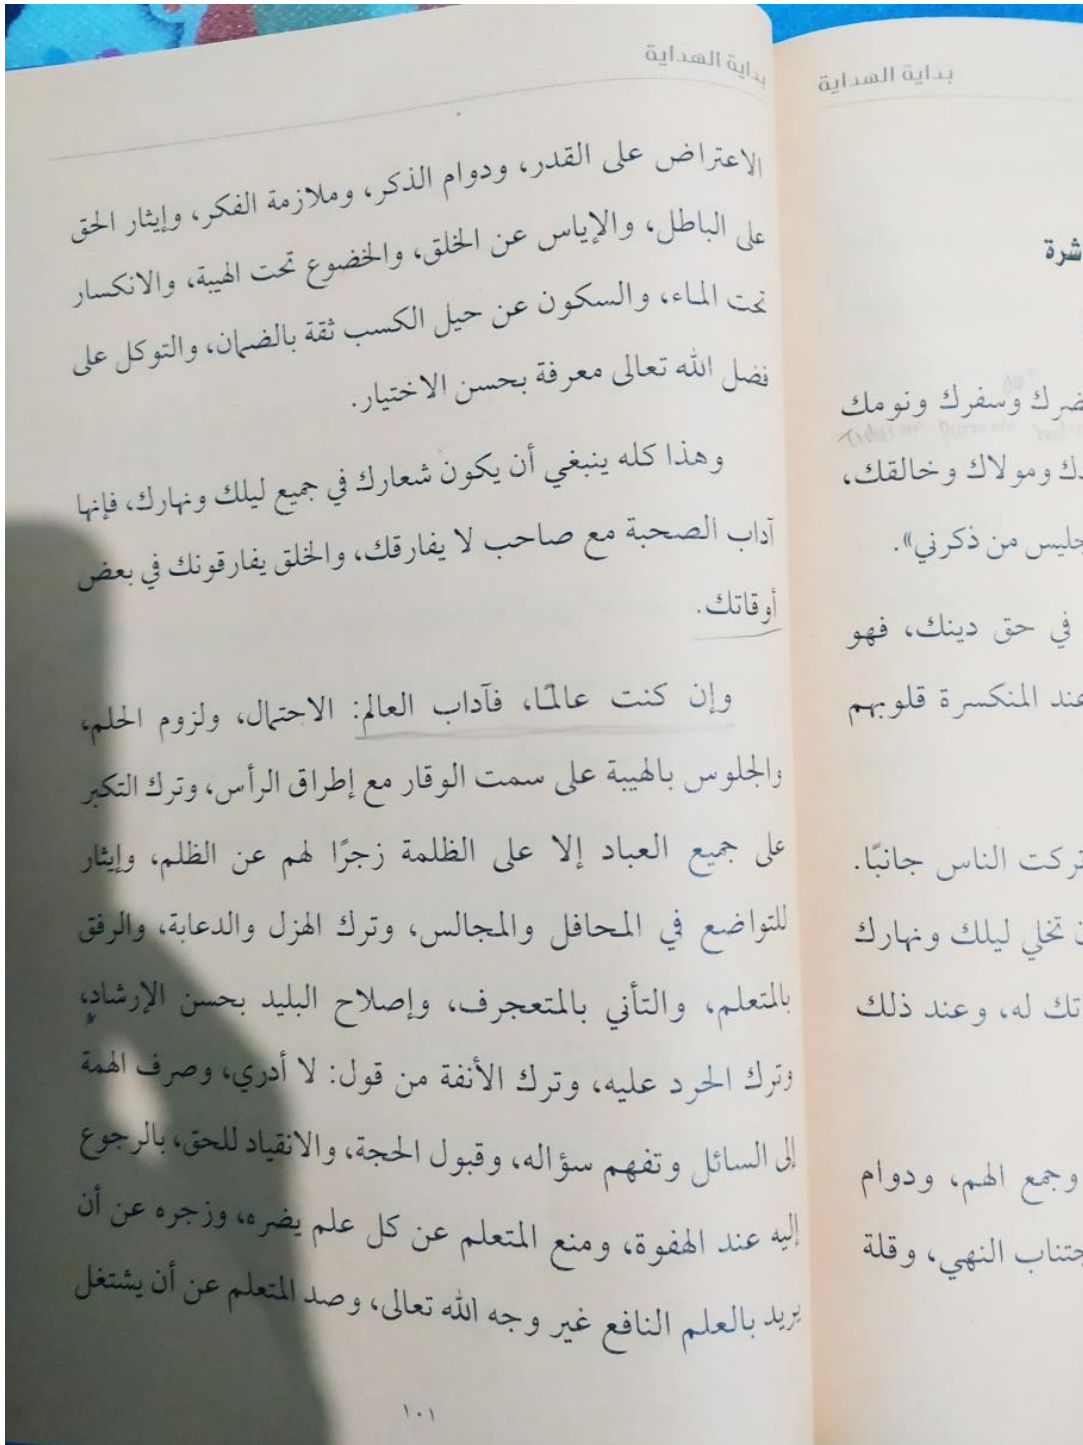 بداية الهداية
الاعتراض على القدر، ودوام الذكر، وملازمة الفكر، وإيثار الحق
على الباطل، والإياس عن الخلق، والخضوع تحت الهيبة، والانكسار
تحت الماء، والسكون عن حيل الكسب ثقة بالضمان، والتوكل على
فضل الله تعالى معرفة بحسن الاختيار.
وهذا كله ينبغي أن يكون شعارك في جميع ليلك ونهارك، فإنها
آداب الصحبة مع صاحب لا يفارقك، والخلق يفارقونك في بعض
أوقاتك.
وإن كنت عالمًا، فآداب العالم: الاحتمال، ولزوم الحلم،
والجلوس بالهيبة على سمت الوقار مع إطراق الرأس، وترك التكبر
على جميع العباد إلا على الظلمة زجرًا لهم عن الظلم، وإيثار
للتواضع في المحافل والمجالس، وترك الهزل والدعابة، والرفق
بالمتعلم، والتأني بالمتعجرف، وإصلاح البليد بحسن الإرشاد،
وترك الحرد عليه، وترك الأنفة من قول: لا أدري، وصرف الهمة
إلى السائل وتفهم سؤاله، وقبول الحجة، والانقياد للحق، بالرجوع
إليه عند الهفوة، ومنع المتعلم عن كل علم يضره، وزجره عن أن
يريد بالعلم النافع غير وجه الله تعالى، وصد المتعلم عن أن يشتغل
١٠١
بداية الهداية
وسفرك ونومك
ومولاك وخالقك،
من ذكرني».
في حق دينك، فهو
المنكسرة قلوبهم
الناس جانبًا.
تخلي ليلك ونهارك
له، وعند ذلك
وجمع الهم، ودوام
النهي، وقلة